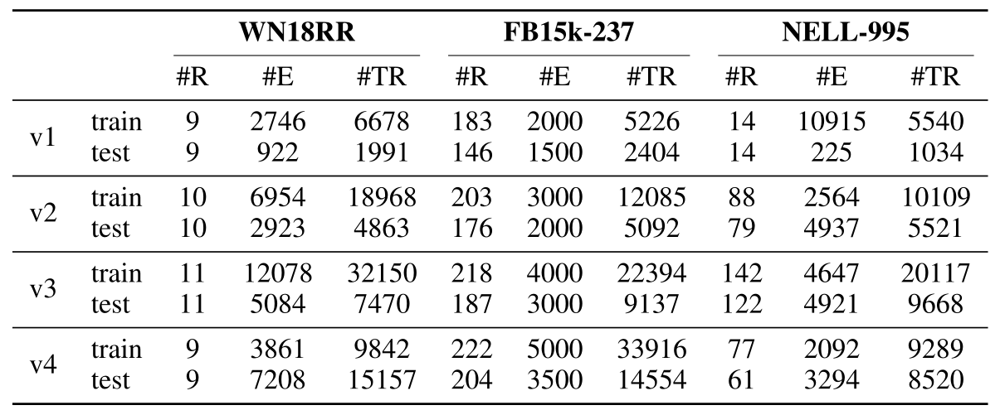 WN18RR FB15k-237 NELL-995
#R #E #TR #R #E #TR #R #E #TR
v1 train 9 2746 6678 183 2000 5226 14 10915 5540
test 9 922 1991 146 1500 2404 14 225 1034
v2 train 10 6954 18968 203 3000 12085 88 2564 10109
test 10 2923 4863 176 2000 5092 79 4937 5521
v3 train 11 12078 32150 218 4000 22394 142 4647 20117
test 11 5084 7470 187 3000 9137 122 4921 9668
v4 train 9 3861 9842 222 5000 33916 77 2092 9289
test 9 7208 15157 204 3500 14554 61 3294 8520